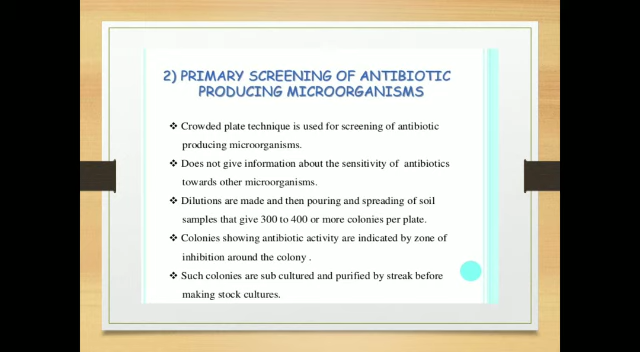 2) PRIMARY SCREENING OF ANTIBIOTIC
PRODUCING MICROORGANISMS
❖ Crowded plate technique is used for screening of antibiotic
producing microorganisms.
❖ Does not give information about the sensitivity of antibiotics
towards other microorganisms.
❖ Dilutions are made and then pouring and spreading of soil
samples that give 300 to 400 or more colonies per plate.
❖ Colonies showing antibiotic activity are indicated by zone of
inhibition around the colony .
❖ Such colonies are sub cultured and purified by streak before
making stock cultures.